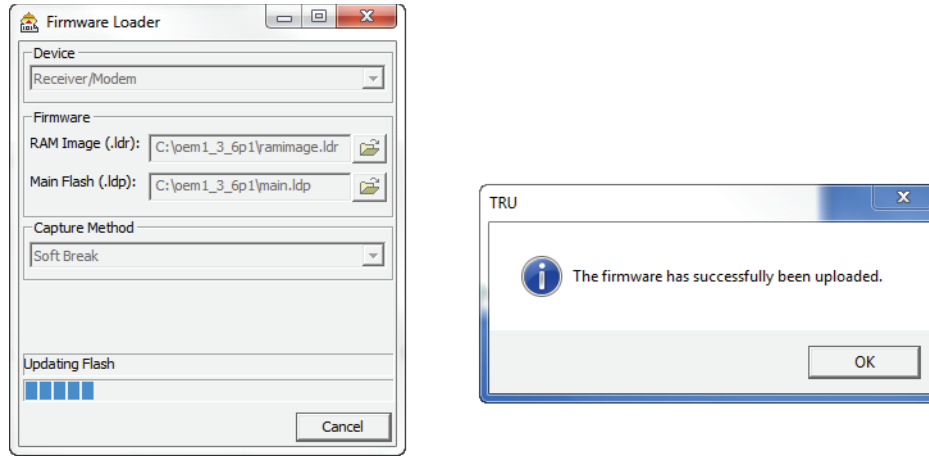 Firmware Loader
Device
Receiver/Modem
Firmware
RAM Image (.ldr): C:\oem1_3_6p1\ramimage.ldr
Main Flash (.ldp): C:\oem1_3_6p1\main.ldp
Capture Method
Soft Break
Updating Flash
Cancel
TRU
The firmware has successfully been uploaded.
OK